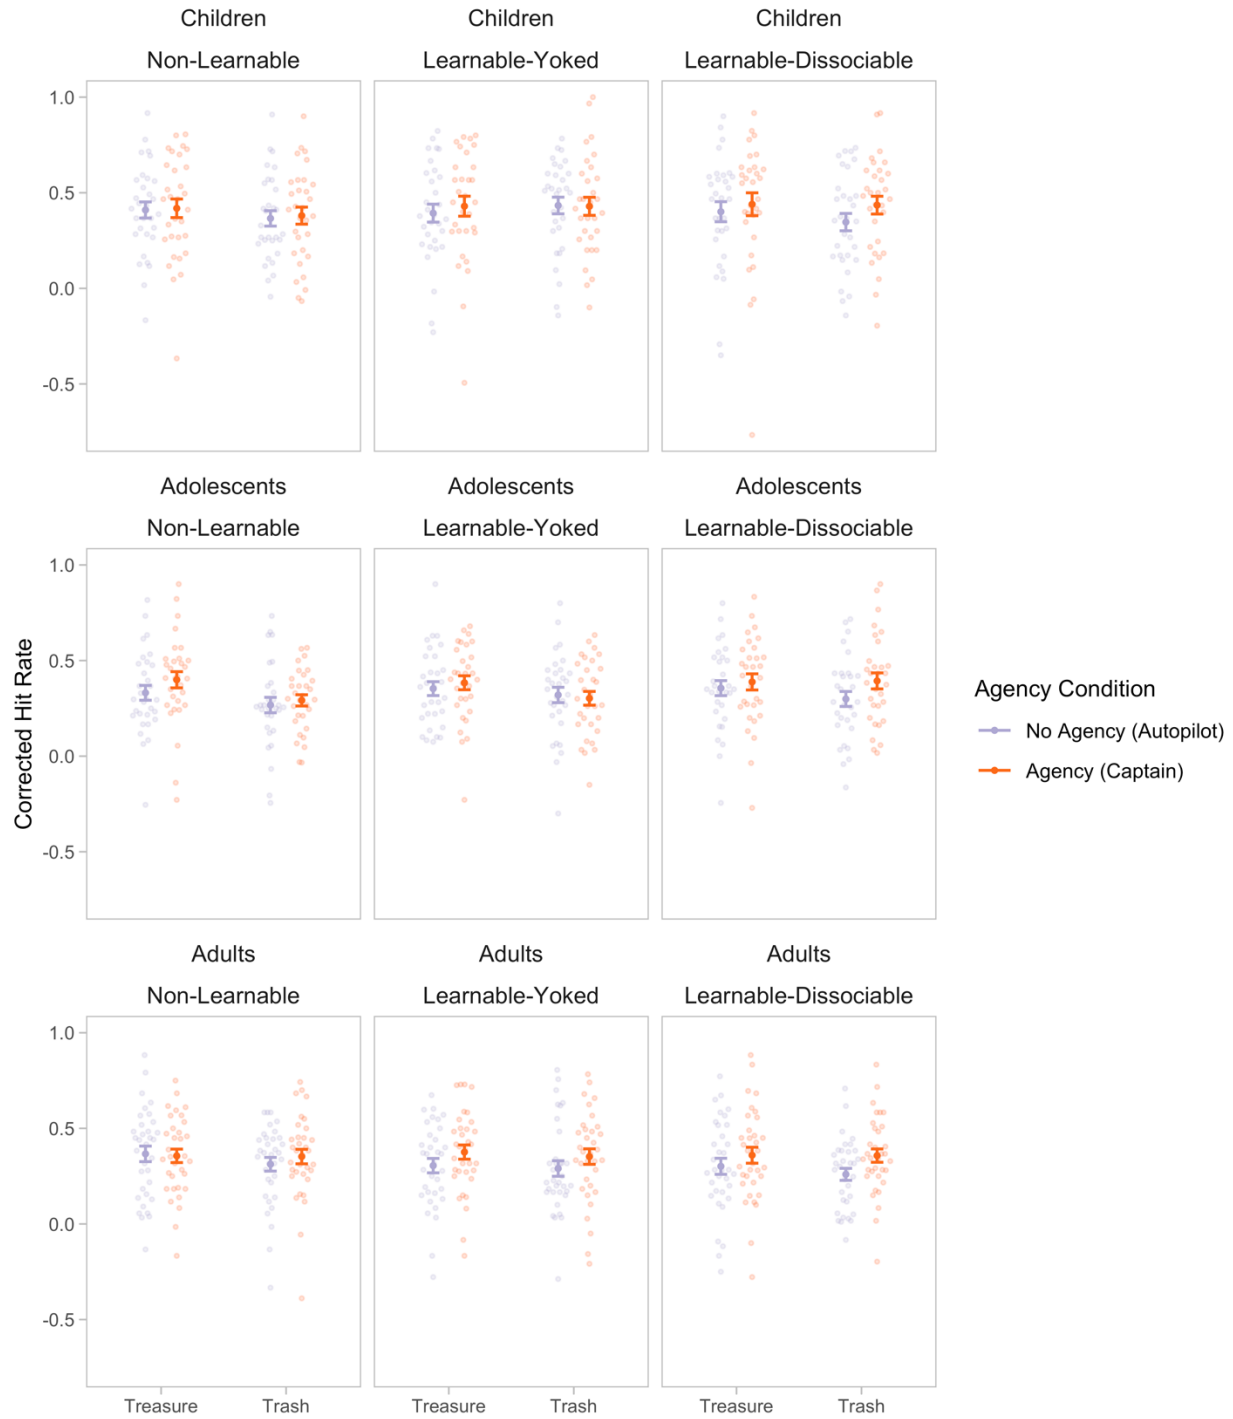 Children Children Children
Non-Learnable Learnable-Yoked Learnable-Dissociable
1.0
0.5
0.0
-0.5
Adolescents Adolescents Adolescents
Non-Learnable Learnable-Yoked Learnable-Dissociable
1.0
0.5
0.0
-0.5
Corrected Hit Rate
Agency Condition
No Agency (Autopilot)
Agency (Captain)
Adults Adults Adults
Non-Learnable Learnable-Yoked Learnable-Dissociable
1.0
0.5
0.0
-0.5
Treasure Trash Treasure Trash Treasure Trash